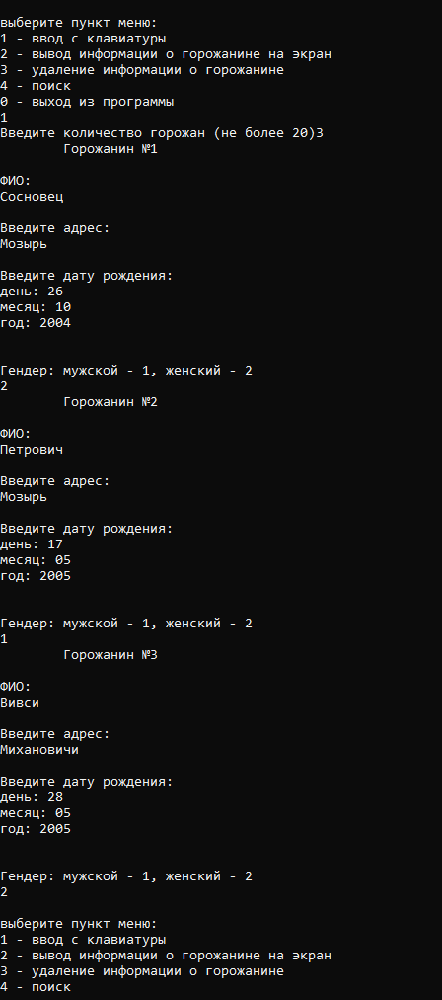 выберите пункт меню:
1 - ввод с клавиатуры
2 - вывод информации о горожанине на экран
3 - удаление информации о горожанине
4 - поиск
0 - выход из программы
1
Введите количество горожан (не более 20)3
Горожанин №1
ФИО:
Сосновец
Введите адрес:
Мозырь
Введите дату рождения:
день: 26
месяц: 10
год: 2004
Гендер: мужской - 1, женский - 2
2
Горожанин №2
ФИО:
Петрович
Введите адрес:
Мозырь
Введите дату рождения:
день: 17
месяц: 05
год: 2005
Гендер: мужской - 1, женский - 2
1
Горожанин №3
ФИО:
Вивси
Введите адрес:
Михановичи
Введите дату рождения:
день: 28
месяц: 05
год: 2005
Гендер: мужской - 1, женский - 2
2
выберите пункт меню:
1 - ввод с клавиатуры
2 - вывод информации о горожанине на экран
3 - удаление информации о горожанине
4 - поиск